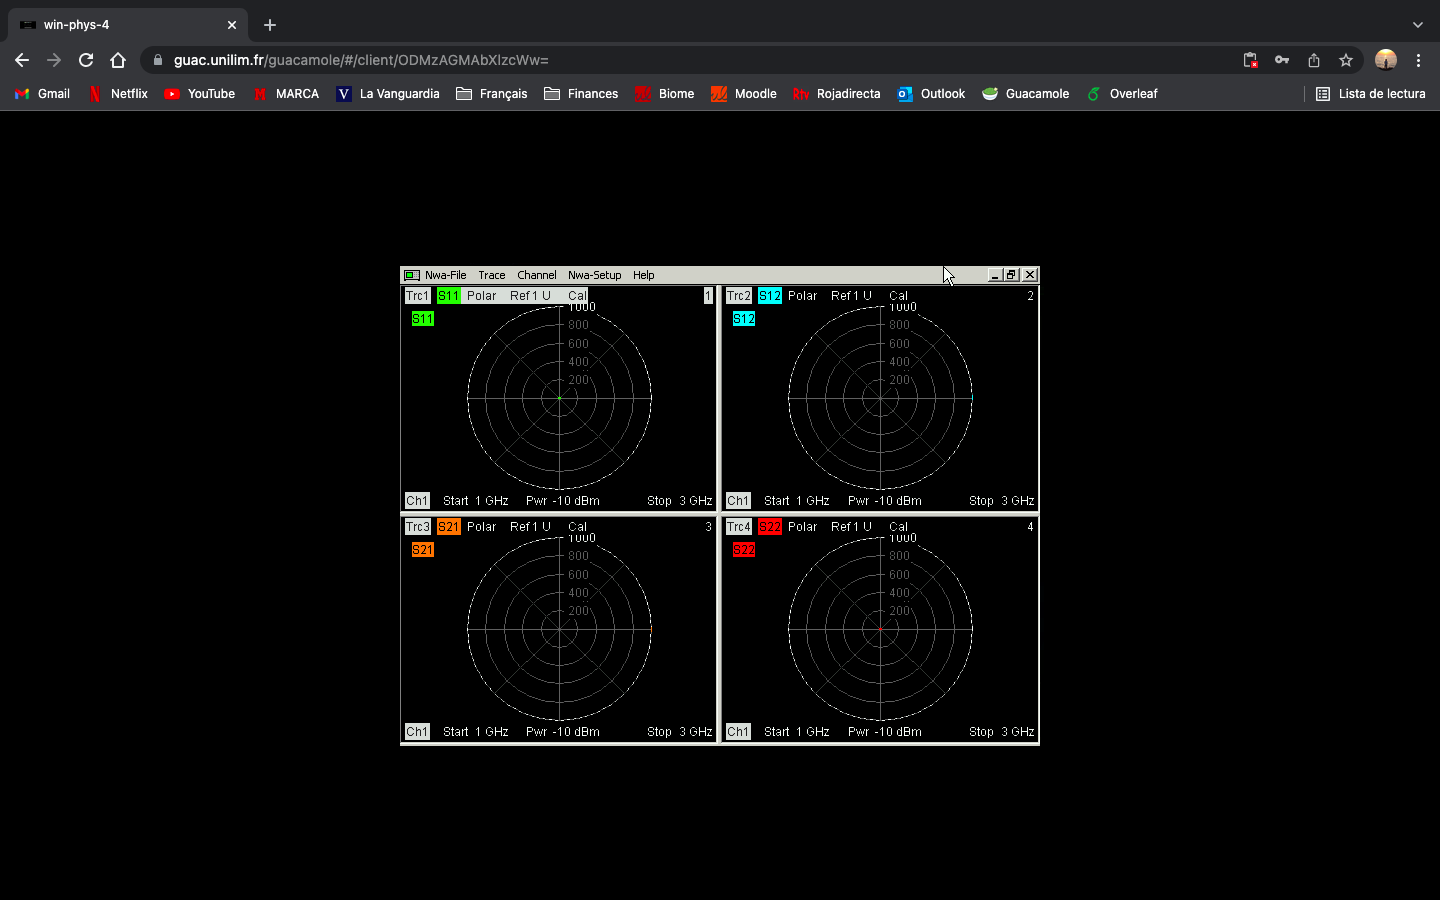 win-phys-4
guac.unilim.fr/guacamole/#/client/ODMzAGMAbXlzcWw=
Gmail Netflix YouTube MARCA V La Vanguardia Français Finances Biome Moodle Rojadirecta Outlook Guacamole Overleaf Lista de lectura
Nwa-File Trace Channel Nwa-Setup Help
Trc1 S11 Polar Ref 1 U Cal 1
S11
1000
800
600
400
200
Ch1 Start 1 GHz Pwr -10 dBm Stop 3 GHz
Trc2 S12 Polar Ref 1 U Cal 2
S12
1000
800
600
400
200
Ch1 Start 1 GHz Pwr -10 dBm Stop 3 GHz
Trc3 S21 Polar Ref 1 U Cal 3
S21
1000
800
600
400
200
Ch1 Start 1 GHz Pwr -10 dBm Stop 3 GHz
Trc4 S22 Polar Ref 1 U Cal 4
S22
1000
800
600
400
200
Ch1 Start 1 GHz Pwr -10 dBm Stop 3 GHz